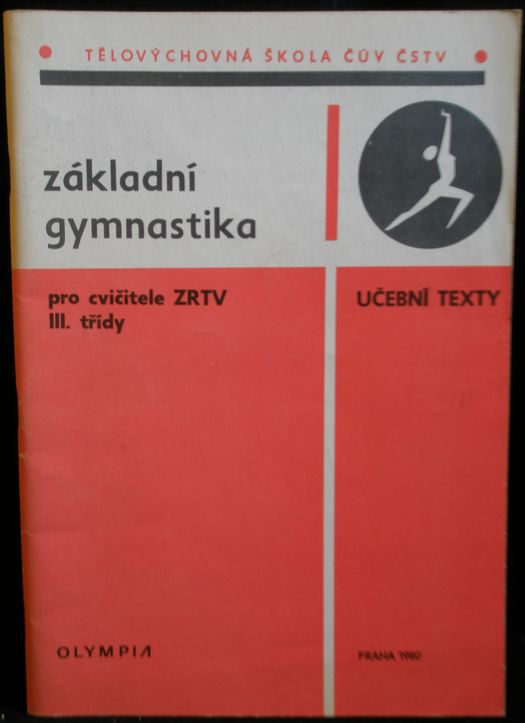 TĚLOVÝCHOVNÁ ŠKOLA ČÚV ČSTV
základní
gymnastika
pro cvičitele ZRTV
III. třídy
UČEBNÍ TEXTY
OLYMPIA
PRAHA 1980